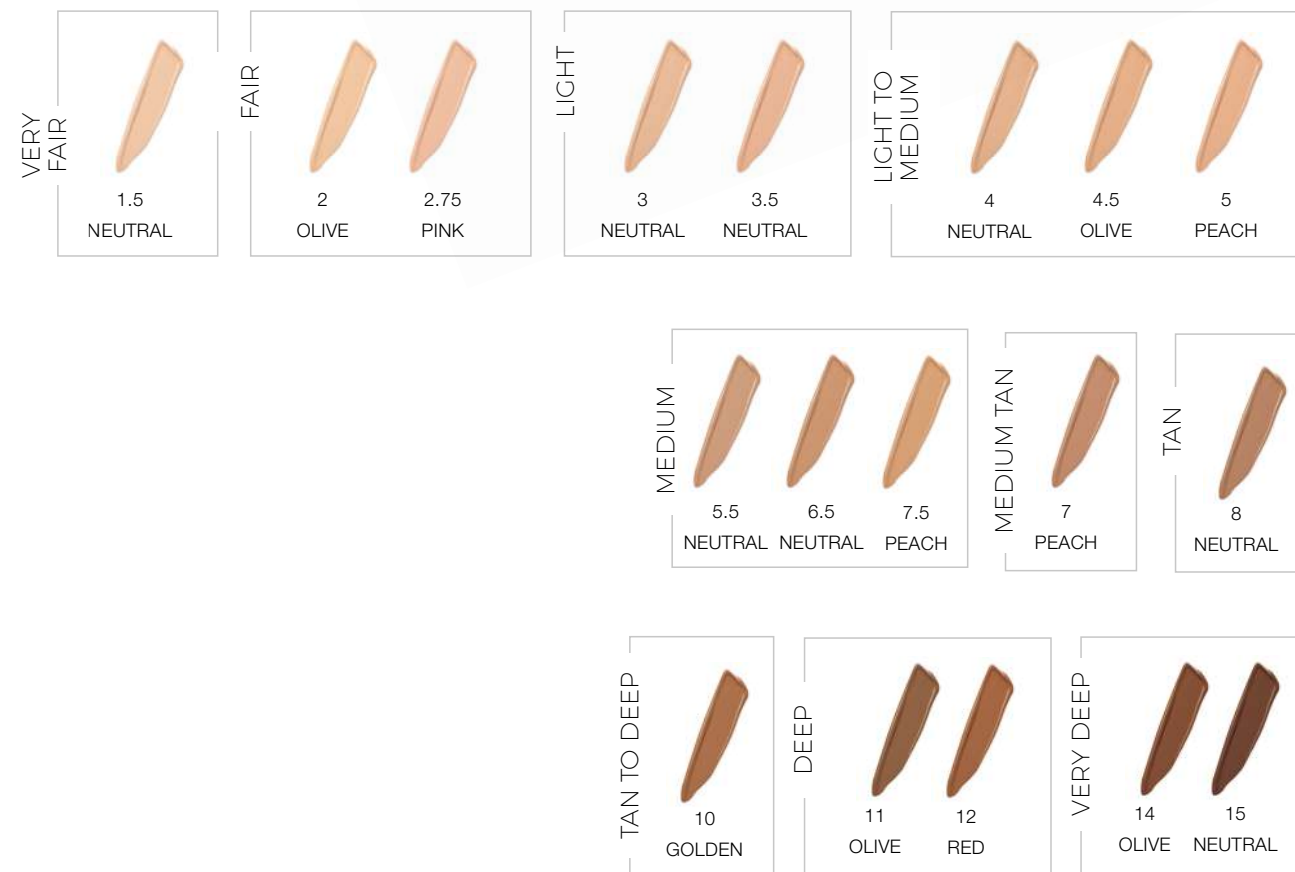 VERY
FAIR
1.5
NEUTRAL
FAIR
2
OLIVE
2.75
PINK
LIGHT
3
NEUTRAL
3.5
NEUTRAL
LIGHT TO
MEDIUM
4
NEUTRAL
4.5
OLIVE
5
PEACH
MEDIUM
5.5
NEUTRAL
6.5
NEUTRAL
7.5
PEACH
MEDIUM TAN
7
PEACH
TAN
8
NEUTRAL
TAN TO DEEP
10
GOLDEN
DEEP
11
OLIVE
12
RED
VERY DEEP
14
OLIVE
15
NEUTRAL